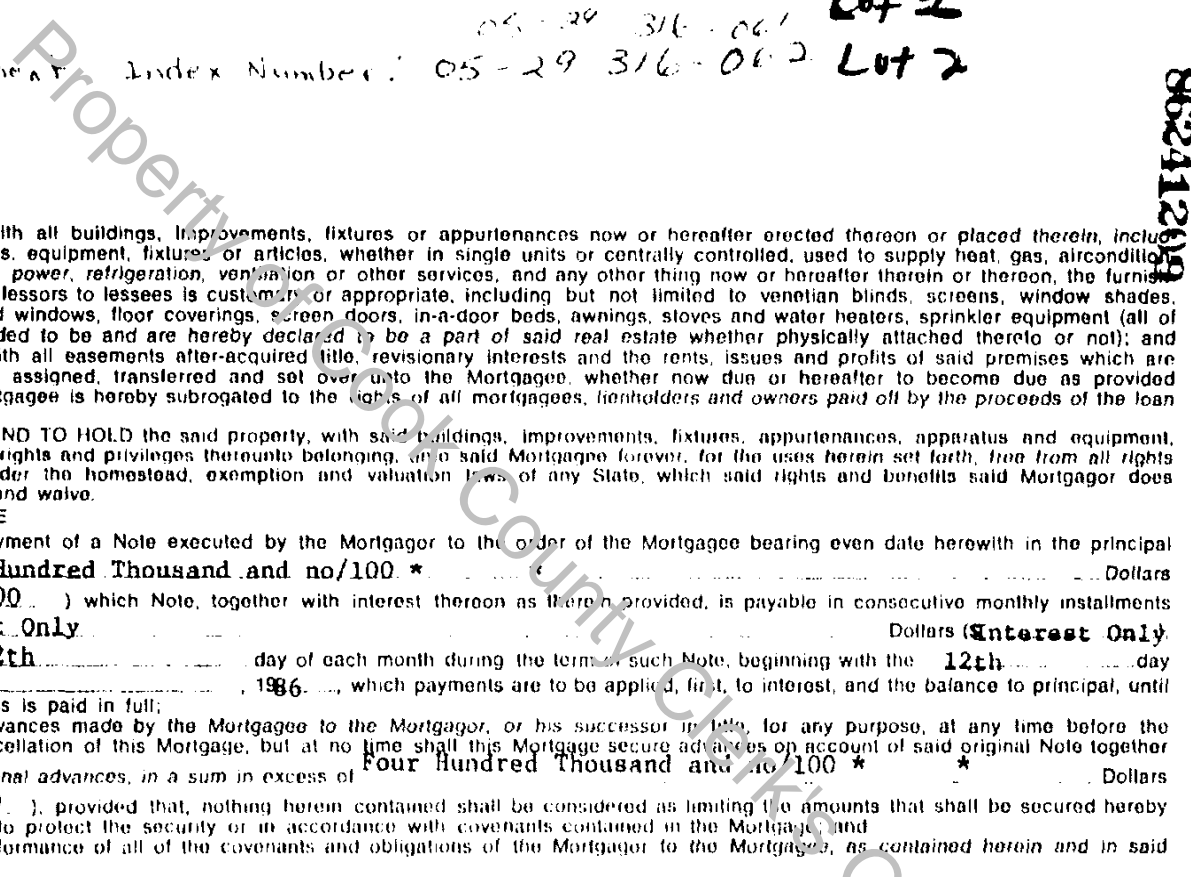 05-29 316-061 Lot 1
Index Number: 05-29 316-062 Lot 2
86241209
ith all buildings, improvements, fixtures or appurtenances now or hereafter erected thereon or placed therein, includ
s, equipment, fixtures or articles, whether in single units or centrally controlled, used to supply heat, gas, airconditio
power, refrigeration, ventilation or other services, and any other thing now or hereafter therein or thereon, the furnish
lessors to lessees is customary or appropriate, including but not limited to venetian blinds, screens, window shades,
windows, floor coverings, screen doors, in-a-door beds, awnings, stoves and water heaters, sprinkler equipment (all of
ded to be and are hereby declared to be a part of said real estate whether physically attached thereto or not); and
th all easements after-acquired title, revisionary interests and the rents, issues and profits of said premises which are
assigned, transferred and set over unto the Mortgagee, whether now due or hereafter to become due as provided
gagee is hereby subrogated to the rights of all mortgagees, lienholders and owners paid off by the proceeds of the loan
ND TO HOLD the said property, with said buildings, improvements, fixtures, appurtenances, apparatus and equipment,
rights and privileges thereunto belonging, unto said Mortgagee forever, for the uses herein set forth, free from all rights
der the homestead, exemption and valuation laws of any State, which said rights and benefits said Mortgagor does
and waive.
E
yment of a Note executed by the Mortgagor to the order of the Mortgagee bearing even date herewith in the principal
Hundred Thousand and no/100 * * Dollars
00 ) which Note, together with interest thereon as therein provided, is payable in consecutive monthly installments
t Only Dollars (Interest Only)
2th day of each month during the term of such Note, beginning with the 12th day
, 1986. , which payments are to be applied, first, to interest, and the balance to principal, until
s is paid in full;
vances made by the Mortgagee to the Mortgagor, or his successor in title, for any purpose, at any time before the
cellation of this Mortgage, but at no time shall this Mortgage secure advances on account of said original Note together
nal advances, in a sum in excess of Four Hundred Thousand and no/100 * * Dollars
), provided that, nothing herein contained shall be considered as limiting the amounts that shall be secured hereby
to protect the security or in accordance with covenants contained in the Mortgage; and
formance of all of the covenants and obligations of the Mortgagor to the Mortgagee, as contained herein and in said
Property of Cook County Clerk's O